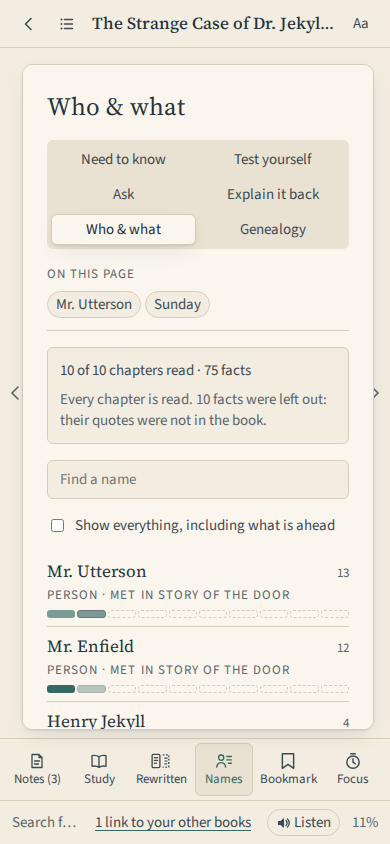 The Strange Case of Dr. Jekyl...
Aa
Who & what
Need to know
Test yourself
Ask
Explain it back
Who & what
Genealogy
ON THIS PAGE
Mr. Utterson
Sunday
10 of 10 chapters read · 75 facts
Every chapter is read. 10 facts were left out:
their quotes were not in the book.
Find a name
Show everything, including what is ahead
Mr. Utterson
13
PERSON · MET IN STORY OF THE DOOR
Mr. Enfield
12
PERSON · MET IN STORY OF THE DOOR
Henry Jekyll
4
Notes (3)
Study
Rewritten
Names
Bookmark
Focus
Search f...
1 link to your other books
Listen
11%